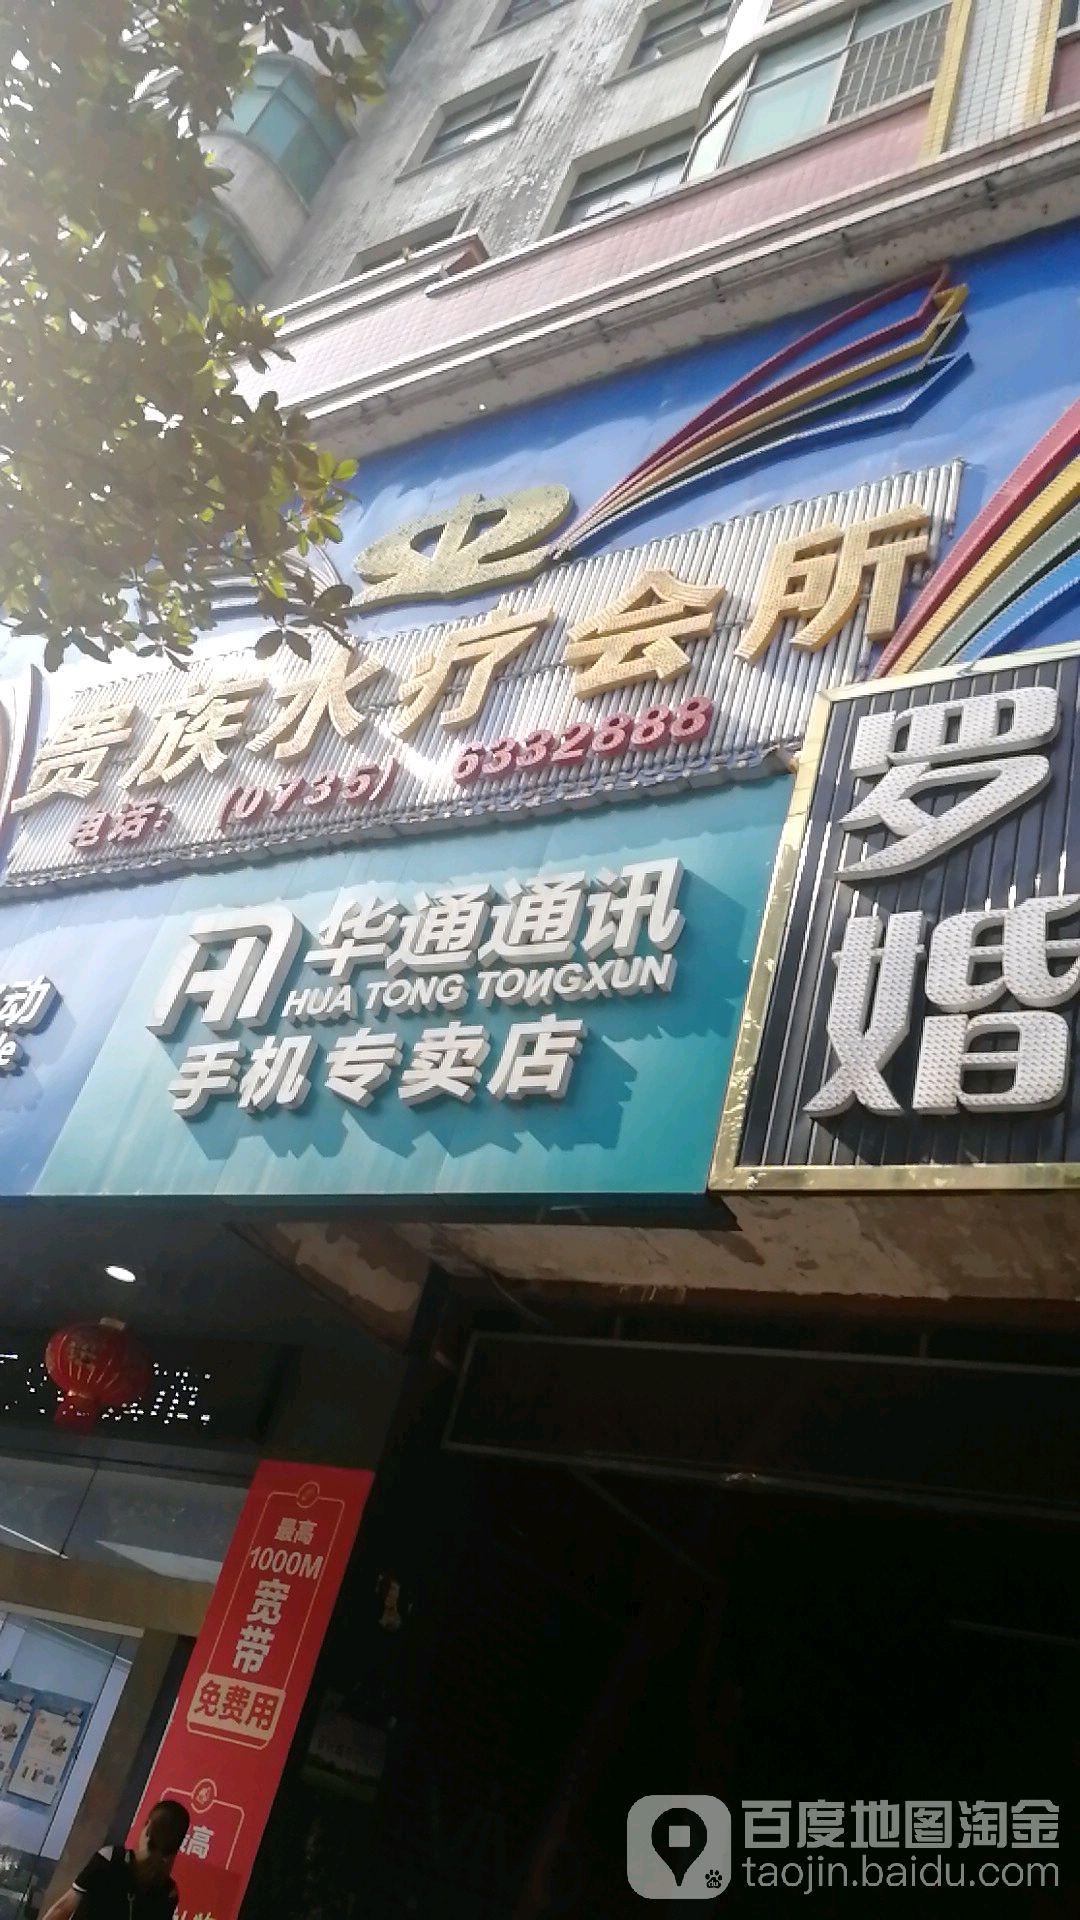 贵族水疗会所
电话: (0735) 6332888
华通通讯
HUA TONG TONGXUN
手机专卖店
罗
婚
动
最高
1000M
宽
带
免费用
最高
百度地图淘金
taojin.baidu.com